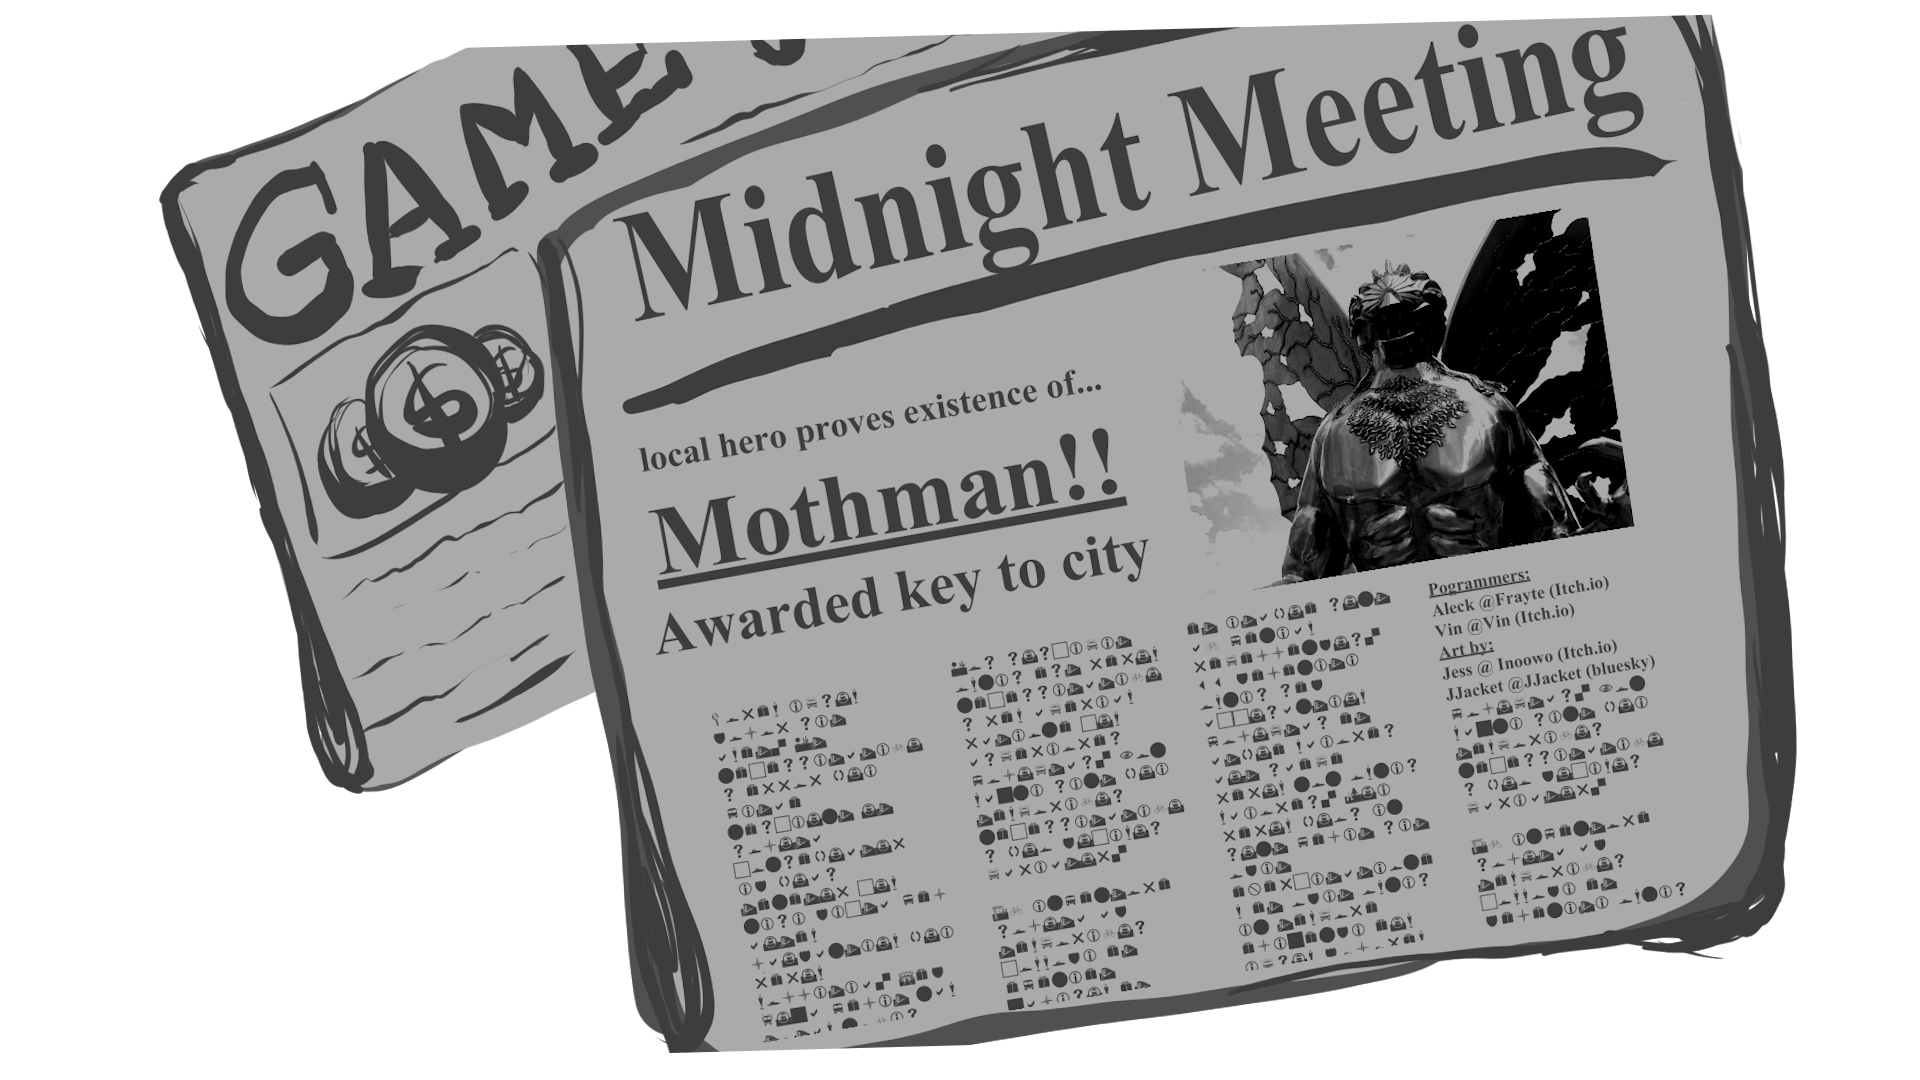 GAME
Midnight Meeting
local hero proves existence of...
Mothman!!
Awarded key to city
Pogrammers:
Aleck @Frayte (Itch.io)
Vin @Vin (Itch.io)
Art by:
Jess @ Inoowo (Itch.io)
JJacket @JJacket (bluesky)